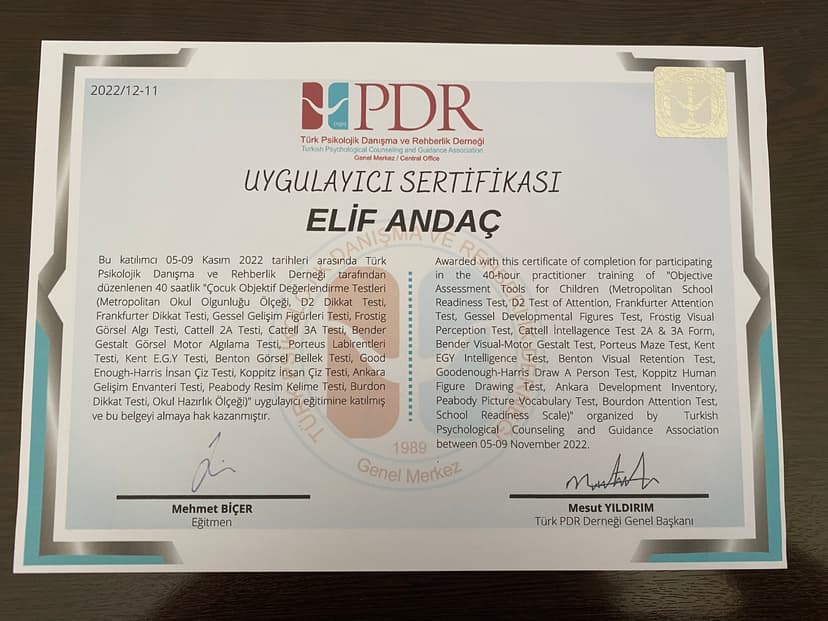 2022/12-11
PDR
1989
Türk Psikolojik Danışma ve Rehberlik Derneği
Turkish Psychological Counseling and Guidance Association
Genel Merkez / Central Office
UYGULAYICI SERTİFİKASI
ELİF ANDAÇ
Bu katılımcı 05-09 Kasım 2022 tarihleri arasında Türk
Psikolojik Danışma ve Rehberlik Derneği tarafından
düzenlenen 40 saatlik "Çocuk Objektif Değerlendirme Testleri
(Metropolitan Okul Olgunluğu Ölçeği, D2 Dikkat Testi,
Frankfurter Dikkat Testi, Gessel Gelişim Figürleri Testi, Frostig
Görsel Algı Testi, Cattell 2A Testi, Cattell 3A Testi, Bender
Gestalt Görsel Motor Algılama Testi, Porteus Labirentleri
Testi, Kent E.G.Y Testi, Benton Görsel Bellek Testi, Good
Enough-Harris İnsan Çiz Testi, Koppitz İnsan Çiz Testi, Ankara
Gelişim Envanteri Testi, Peabody Resim Kelime Testi, Burdon
Dikkat Testi, Okul Hazırlık Ölçeği)" uygulayıcı eğitimine katılmış
ve bu belgeyi almaya hak kazanmıştır.
Awarded with this certificate of completion for participating
in the 40-hour practitioner training of "Objective
Assessment Tools for Children (Metropolitan School
Readiness Test, D2 Test of Attention, Frankfurter Attention
Test, Gessel Developmental Figures Test, Frostig Visual
Perception Test, Cattell Intellagence Test 2A & 3A Form,
Bender Visual-Motor Gestalt Test, Porteus Maze Test, Kent
EGY Intelligence Test, Benton Visual Retention Test,
Goodenough-Harris Draw A Person Test, Koppitz Human
Figure Drawing Test, Ankara Development Inventory,
Peabody Picture Vocabulary Test, Bourdon Attention Test,
School Readiness Scale)" organized by Turkish
Psychological Counseling and Guidance Association
between 05-09 November 2022.
1989
Genel Merkez
Mehmet BİÇER
Eğitmen
Mesut YILDIRIM
Türk PDR Derneği Genel Başkanı